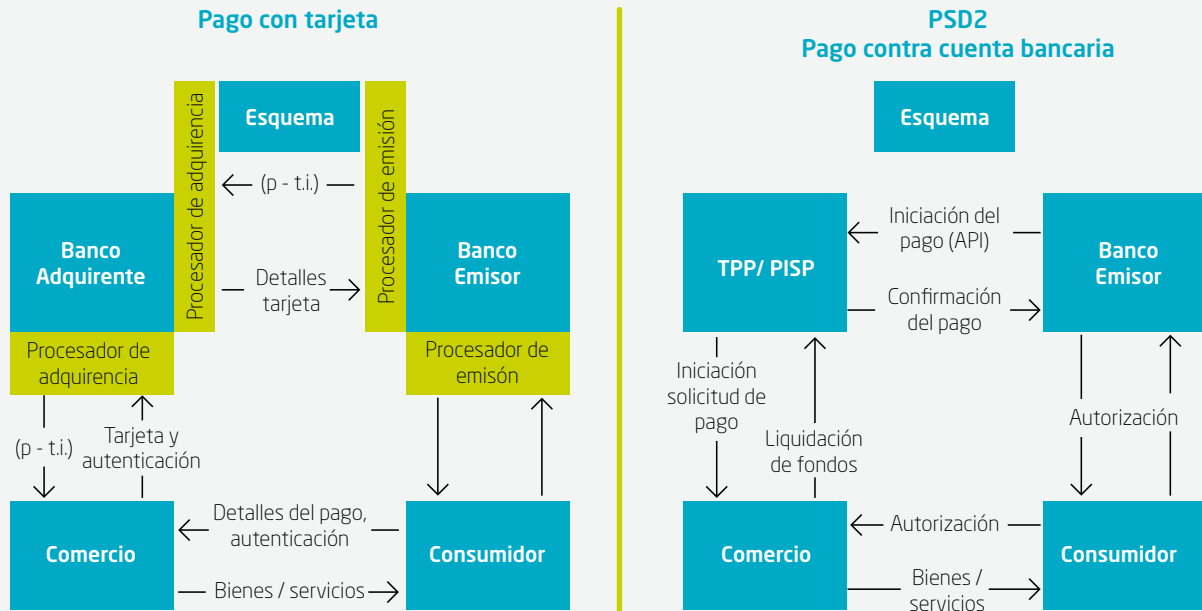 Pago con tarjeta
Esquema
Procesador de adquirencia
Procesador de emisión
(p - t.i.)
Banco
Adquirente
Detalles
tarjeta
Banco
Emisor
Procesador de
adquirencia
Procesador de
emisón
(p - t.i.)
Tarjeta y
autenticación
Comercio
Detalles del pago,
autenticación
Bienes / servicios
Consumidor
PSD2
Pago contra cuenta bancaria
Esquema
TPP/ PISP
Iniciación del
pago (API)
Confirmación
del pago
Banco
Emisor
Iniciación
solicitud de
pago
Liquidación
de fondos
Autorización
Comercio
Autorización
Bienes /
servicios
Consumidor